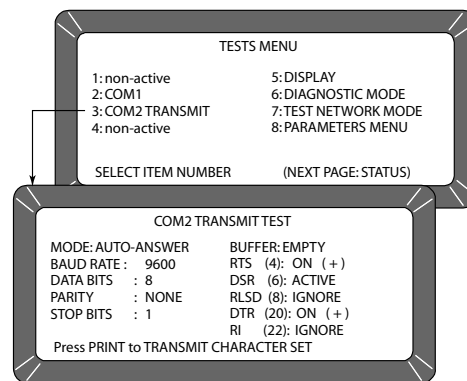 TESTS MENU
1: non-active 5: DISPLAY
2: COM1 6: DIAGNOSTIC MODE
3: COM2 TRANSMIT 7: TEST NETWORK MODE
4: non-active 8: PARAMETERS MENU
SELECT ITEM NUMBER (NEXT PAGE: STATUS)
COM2 TRANSMIT TEST
MODE: AUTO-ANSWER BUFFER: EMPTY
BAUD RATE : 9600 RTS (4): ON (+)
DATA BITS : 8 DSR (6): ACTIVE
PARITY : NONE RLSD (8): IGNORE
STOP BITS : 1 DTR (20): ON (+)
RI (22): IGNORE
Press PRINT to TRANSMIT CHARACTER SET